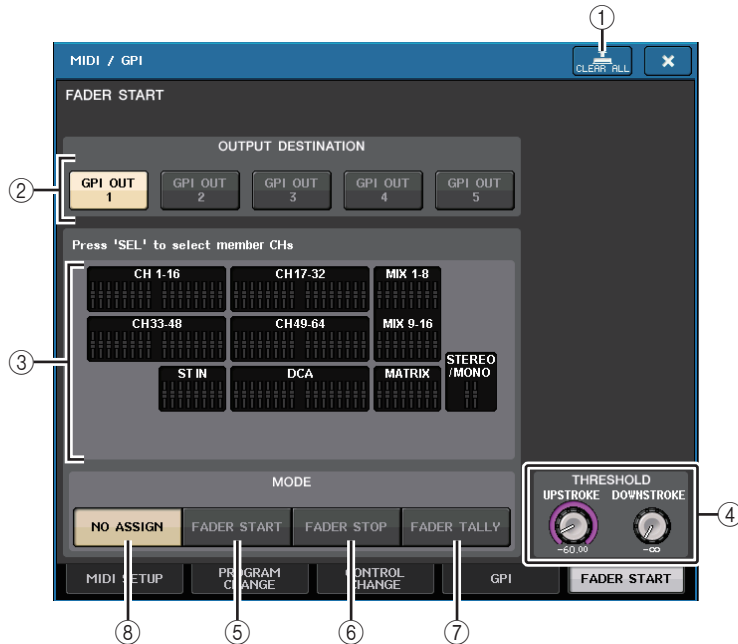 ①
MIDI / GPI
CLEAR ALL
×
FADER START
OUTPUT DESTINATION
②
GPI OUT 1
GPI OUT 2
GPI OUT 3
GPI OUT 4
GPI OUT 5
Press 'SEL' to select member CHs
③
CH 1-16
CH17-32
MIX 1-8
CH33-48
CH49-64
MIX 9-16
ST IN
DCA
MATRIX
STEREO
/MONO
MODE
NO ASSIGN
FADER START
FADER STOP
FADER TALLY
THRESHOLD
UPSTROKE
DOWNSTROKE
-60.00
-∞
④
MIDI SETUP
PROGRAM CHANGE
CONTROL CHANGE
GPI
FADER START
⑧
⑤
⑥
⑦